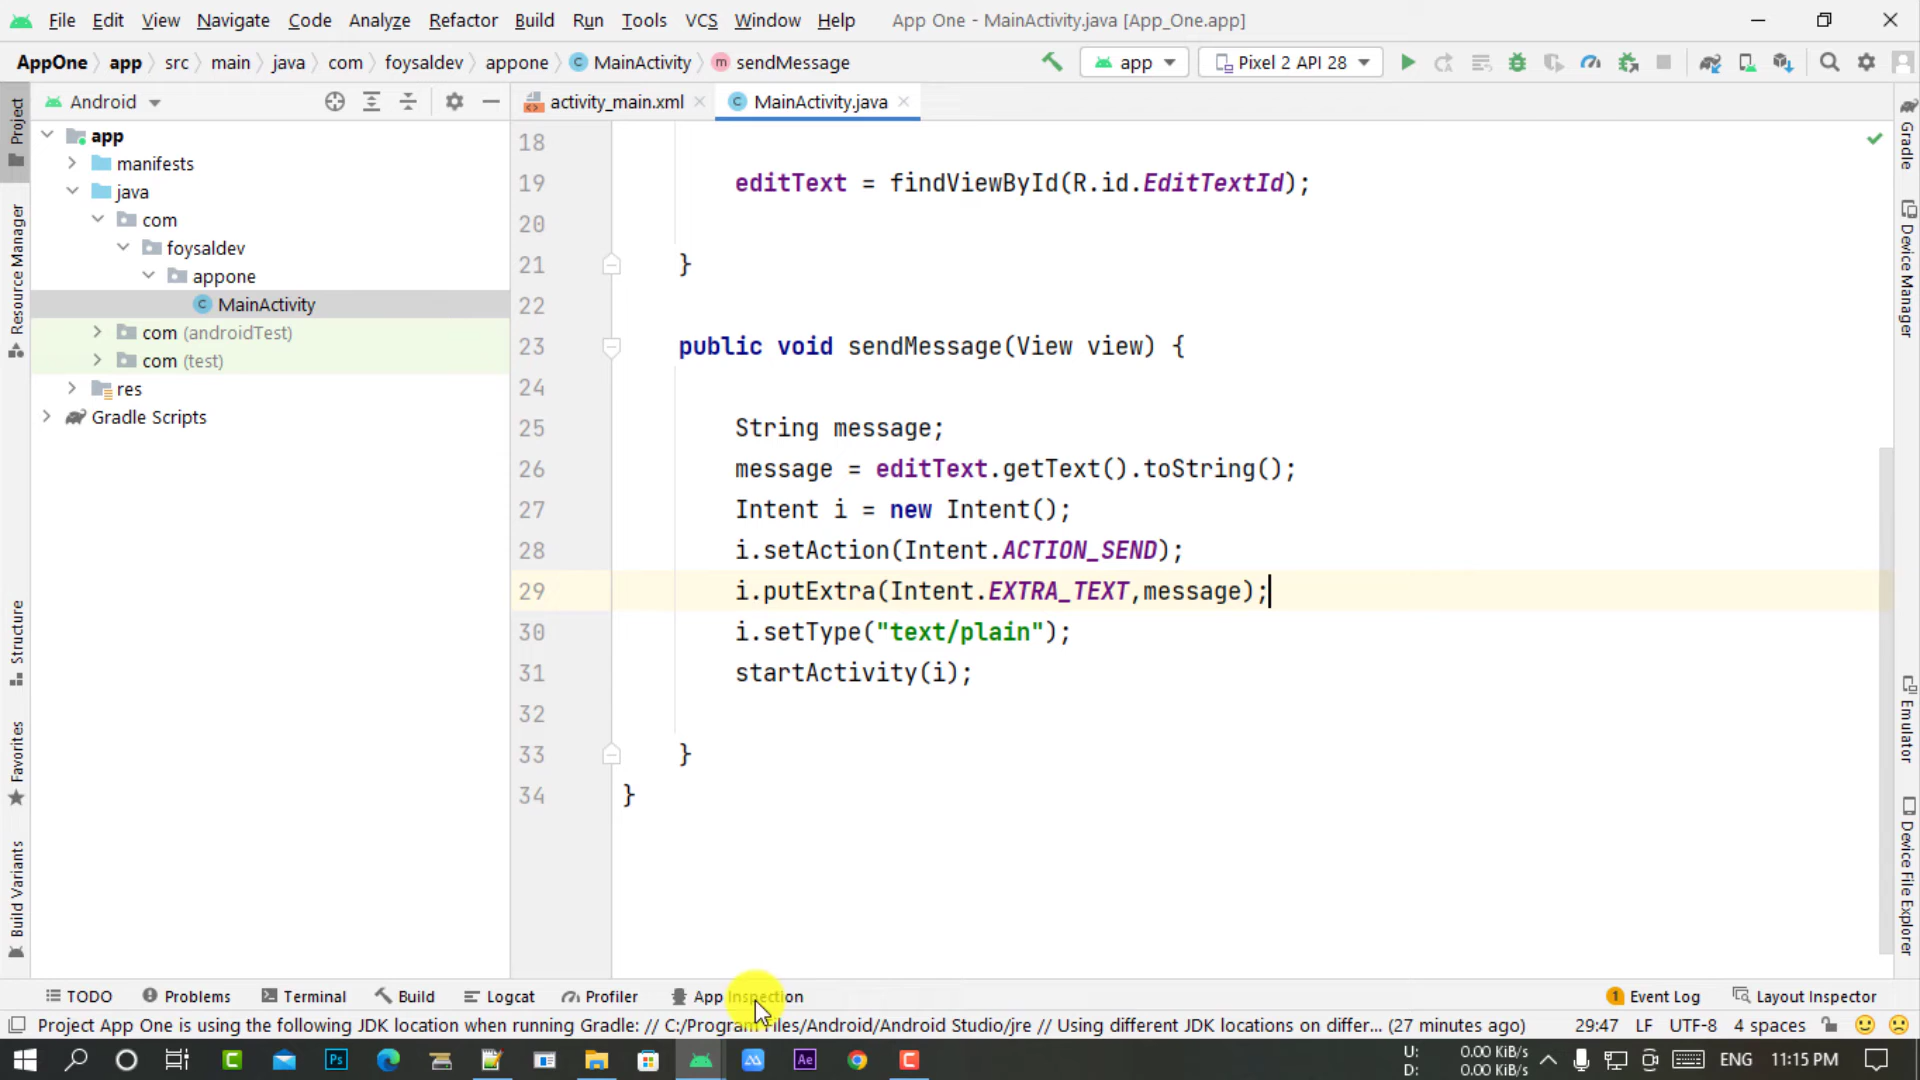 File Edit View Navigate Code Analyze Refactor Build Run Tools VCS Window Help App One - MainActivity.java [App_One.app]
AppOne app src main java com foysaldev appone C MainActivity m sendMessage app Pixel 2 API 28
Android activity_main.xml C MainActivity.java
Project
Resource Manager
Structure
Favorites
Build Variants
app
manifests
java
com
foysaldev
appone
C MainActivity
com (androidTest)
com (test)
res
Gradle Scripts
18
19 editText = findViewById(R.id.EditTextId);
20
21 }
22
23 public void sendMessage(View view) {
24
25 String message;
26 message = editText.getText().toString();
27 Intent i = new Intent();
28 i.setAction(Intent.ACTION_SEND);
29 i.putExtra(Intent.EXTRA_TEXT,message);
30 i.setType("text/plain");
31 startActivity(i);
32
33 }
34 }
Gradle
Device Manager
Emulator
Device File Explorer
TODO Problems Terminal Build Logcat Profiler App Inspection 1 Event Log Layout Inspector
Project App One is using the following JDK location when running Gradle: // C:/Program Files/Android/Android Studio/jre // Using different JDK locations on differ... (27 minutes ago) 29:47 LF UTF-8 4 spaces
C Ps Ae C U: 0.00 KiB/s
D: 0.00 KiB/s ENG 11:15 PM